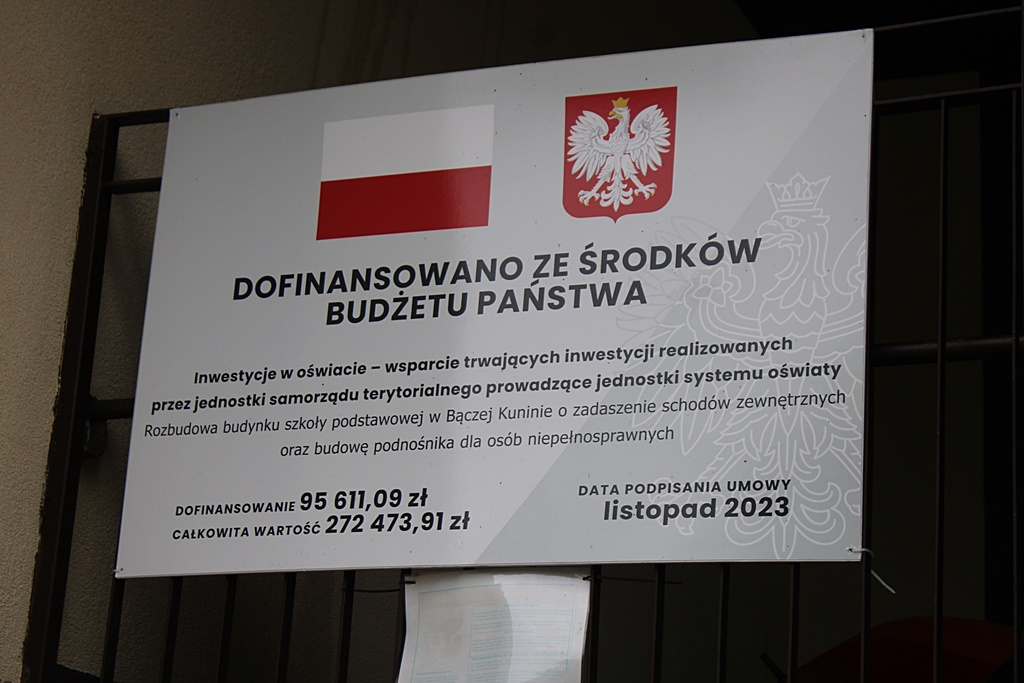 DOFINANSOWANO ZE ŚRODKÓW
BUDŻETU PAŃSTWA
Inwestycje w oświacie – wsparcie trwających inwestycji realizowanych
przez jednostki samorządu terytorialnego prowadzące jednostki systemu oświaty
Rozbudowa budynku szkoły podstawowej w Bączej Kuninie o zadaszenie schodów zewnętrznych
oraz budowę podnośnika dla osób niepełnosprawnych
DOFINANSOWANIE 95 611,09 zł
CAŁKOWITA WARTOŚĆ 272 473,91 zł
DATA PODPISANIA UMOWY
listopad 2023